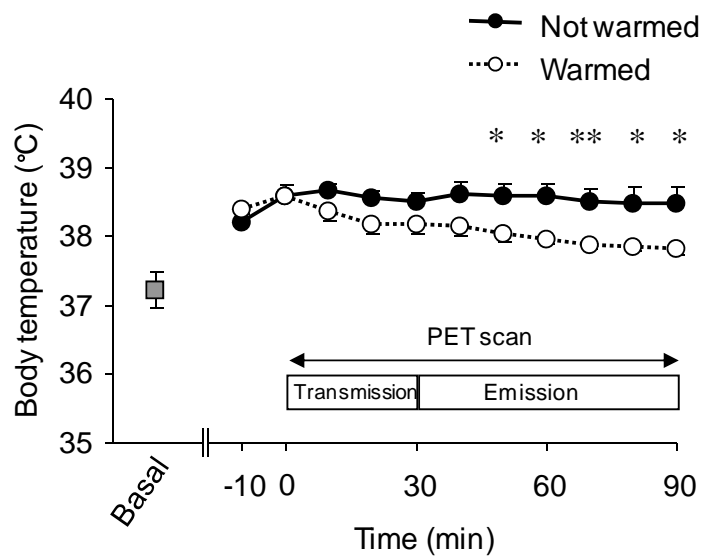 Not warmed
Warmed
40
39
38
37
36
35
Body temperature (°C)
* * ** * *
PET scan
Transmission
Emission
Basal
-10 0 30 60 90
Time (min)